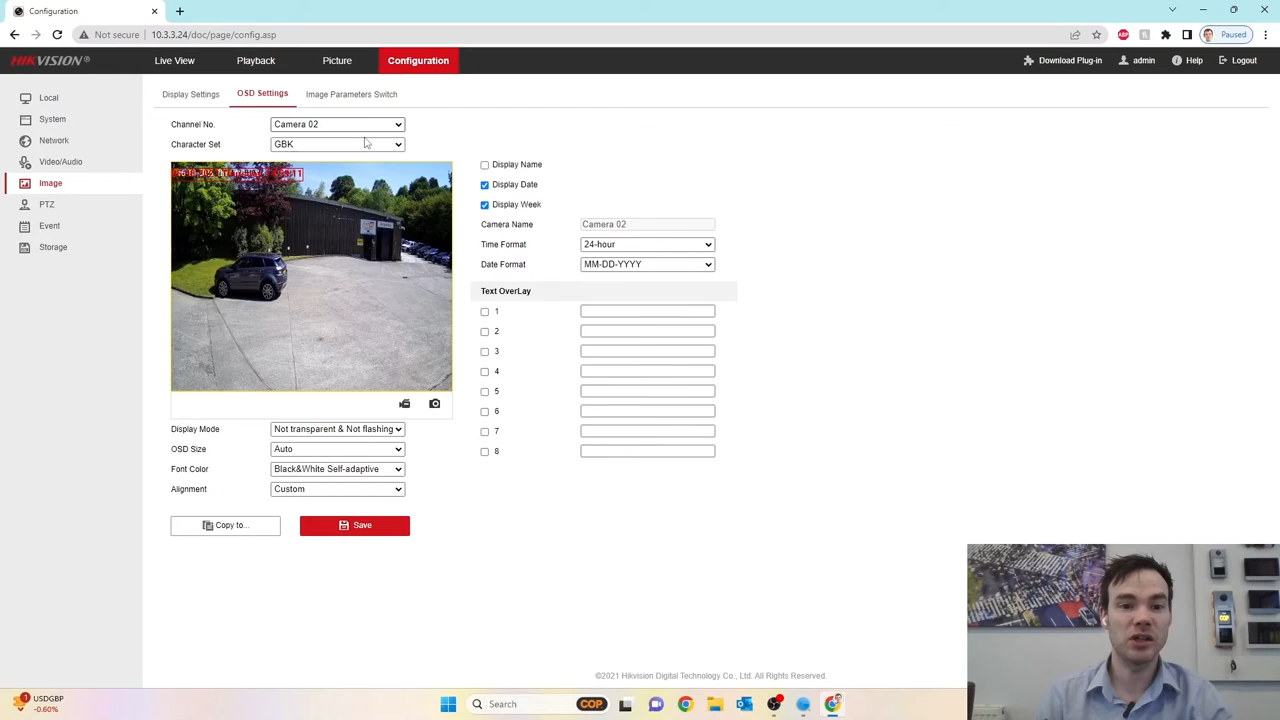 Configuration
Not secure
10.3.3.24/doc/page/config.asp
ABP
Paused
HIKVISION®
Live View
Playback
Picture
Configuration
Download Plug-in
admin
Help
Logout
Local
System
Network
Video/Audio
Image
PTZ
Event
Storage
Display Settings
OSD Settings
Image Parameters Switch
Channel No.
Camera 02
Character Set
GBK
Display Name
Display Date
Display Week
Camera Name
Camera 02
Time Format
24-hour
Date Format
MM-DD-YYYY
Text OverLay
1
2
3
4
5
6
7
8
Display Mode
Not transparent & Not flashing
OSD Size
Auto
Font Color
Black&White Self-adaptive
Alignment
Custom
Copy to...
Save
COP
©2021 Hikvision Digital Technology Co., Ltd. All Rights Reserved.
1
USDGBP
-0.60%
Search
COP